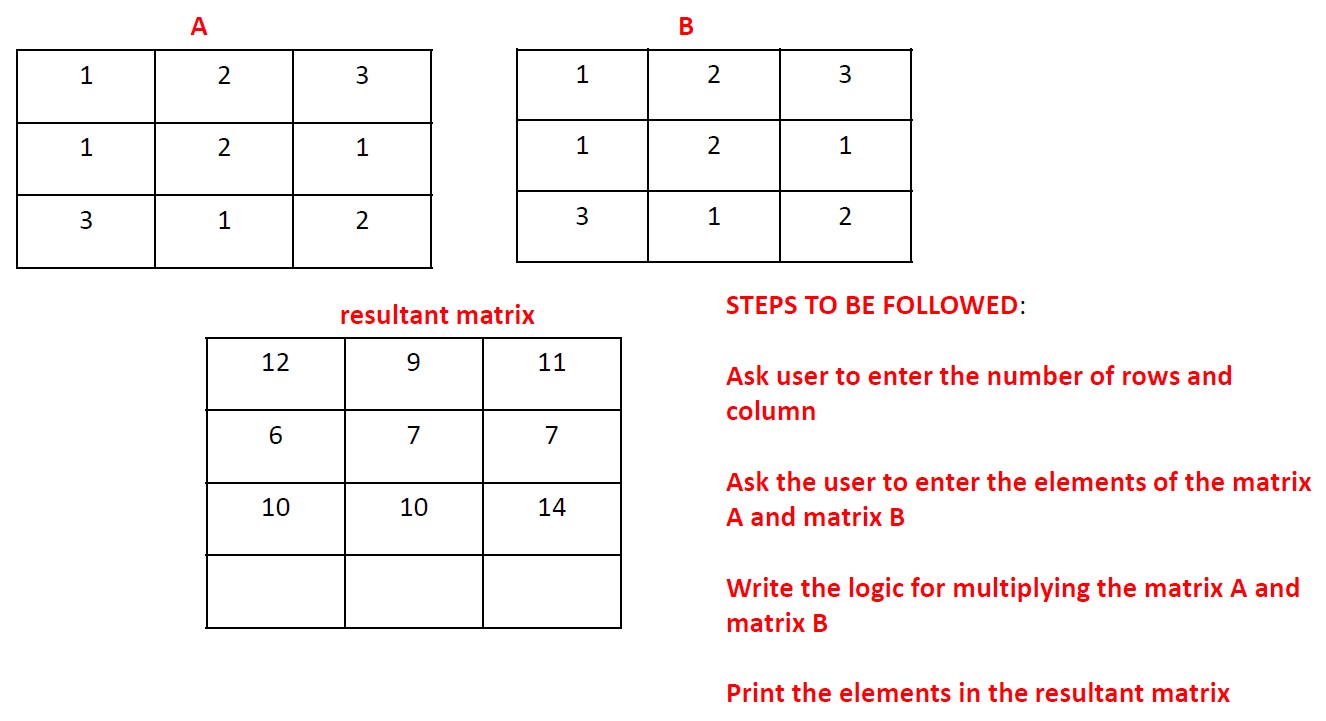 A B
1 2 3 1 2 3
1 2 1 1 2 1
3 1 2 3 1 2
resultant matrix
12 9 11
6 7 7
10 10 14
STEPS TO BE FOLLOWED:
Ask user to enter the number of rows and
column
Ask the user to enter the elements of the matrix
A and matrix B
Write the logic for multiplying the matrix A and
matrix B
Print the elements in the resultant matrix